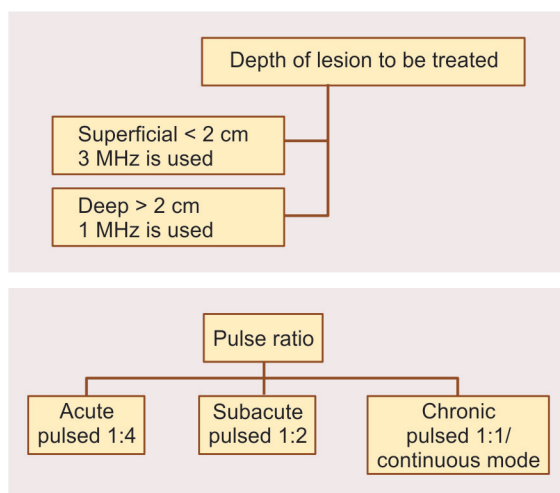 Depth of lesion to be treated
Superficial < 2 cm
3 MHz is used
Deep > 2 cm
1 MHz is used
Pulse ratio
Acute
pulsed 1:4
Subacute
pulsed 1:2
Chronic
pulsed 1:1/
continuous mode